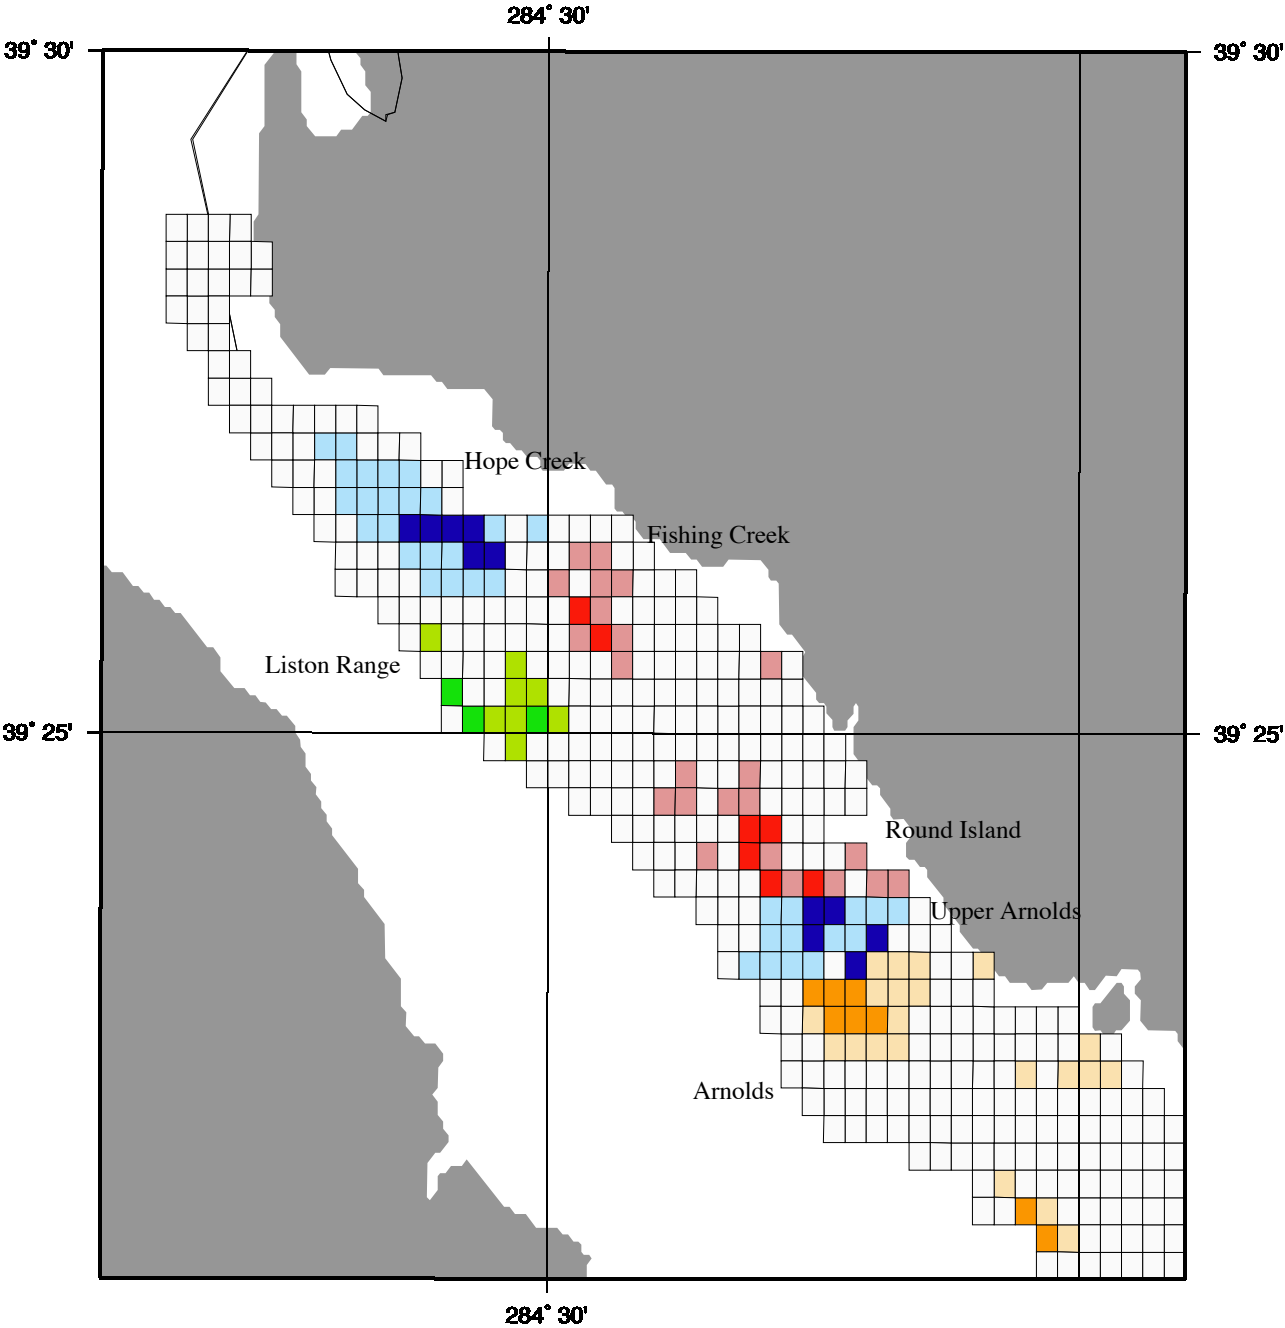 284° 30'
39° 30'
39° 30'
Hope Creek
Fishing Creek
Liston Range
39° 25'
39° 25'
Round Island
Upper Arnolds
Arnolds
284° 30'